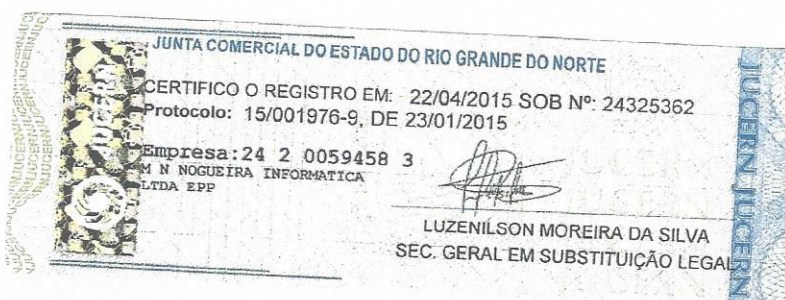 JUNTA COMERCIAL DO ESTADO DO RIO GRANDE DO NORTE
CERTIFICO O REGISTRO EM: 22/04/2015 SOB Nº: 24325362
Protocolo: 15/001976-9, DE 23/01/2015
Empresa:24 2 0059458 3
M N NOGUEIRA INFORMATICA
LTDA EPP
LUZENILSON MOREIRA DA SILVA
SEC. GERAL EM SUBSTITUIÇÃO LEGAL
JUCERN
JUCERN JUCERN